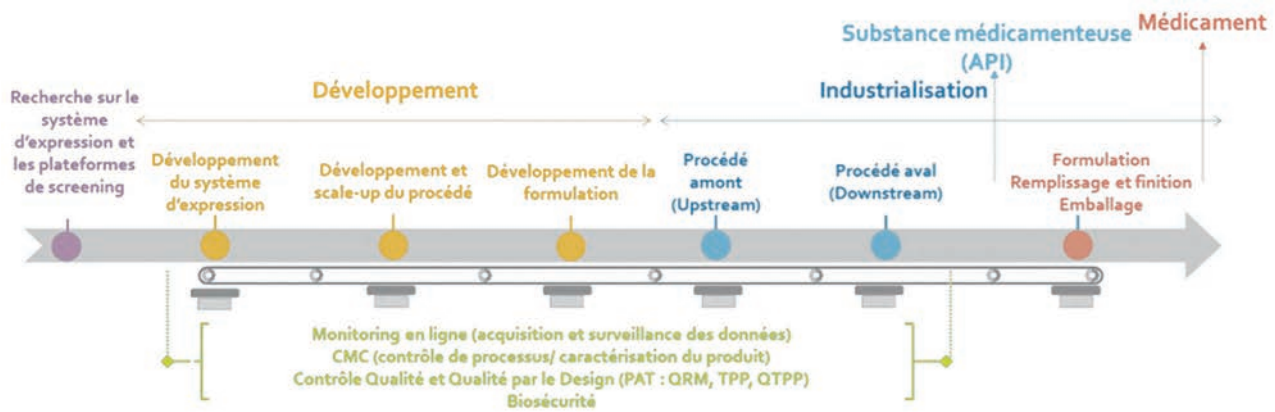 Médicament
Substance médicamenteuse
(API)
Développement
Industrialisation
Recherche sur le
système
d'expression et
les plateformes
de screening
Développement
du système
d'expression
Développement et
scale-up du procédé
Développement de la
formulation
Procédé
amont
(Upstream)
Procédé aval
(Downstream)
Formulation
Remplissage et finition
Emballage
Monitoring en ligne (acquisition et surveillance des données)
CMC (contrôle de processus/ caractérisation du produit)
Contrôle Qualité et Qualité par le Design (PAT : QRM, TPP, QTPP)
Biosécurité